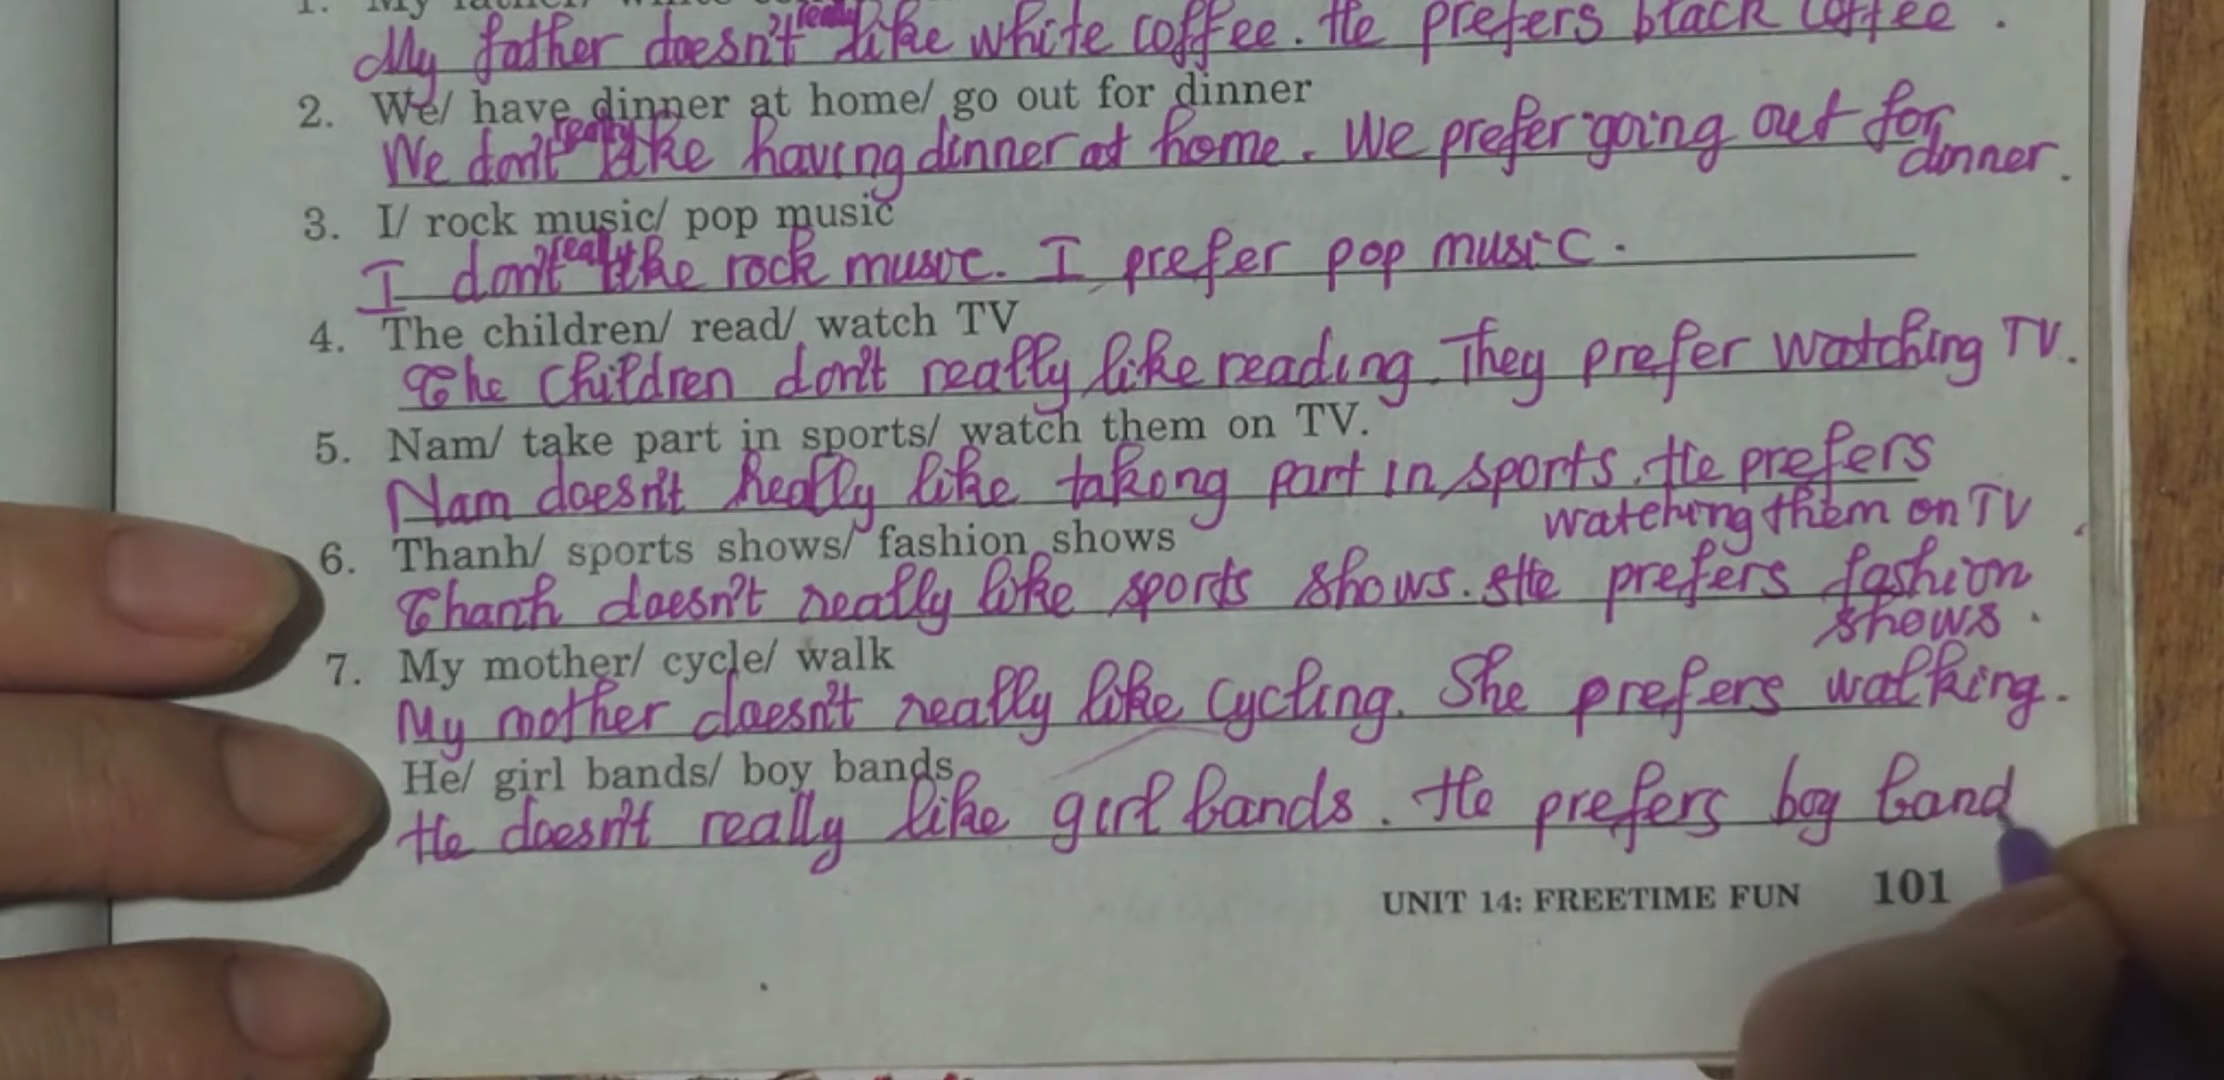 1. My father/ white
My father doesn't really like white coffee. He prefers black coffee.
2. We/ have dinner at home/ go out for dinner
We don't really like having dinner at home. We prefer going out for
dinner.
3. I/ rock music/ pop music
I don't really like rock music. I prefer pop music.
4. The children/ read/ watch TV
The children don't really like reading. They prefer watching TV.
5. Nam/ take part in sports/ watch them on TV.
Nam doesn't really like taking part in sports. He prefers
watching them on TV.
6. Thanh/ sports shows/ fashion shows
Thanh doesn't really like sports shows. She prefers fashion
shows.
7. My mother/ cycle/ walk
My mother doesn't really like cycling. She prefers walking.
He/ girl bands/ boy bands
He doesn't really like girl bands. He prefers boy band
UNIT 14: FREETIME FUN 101